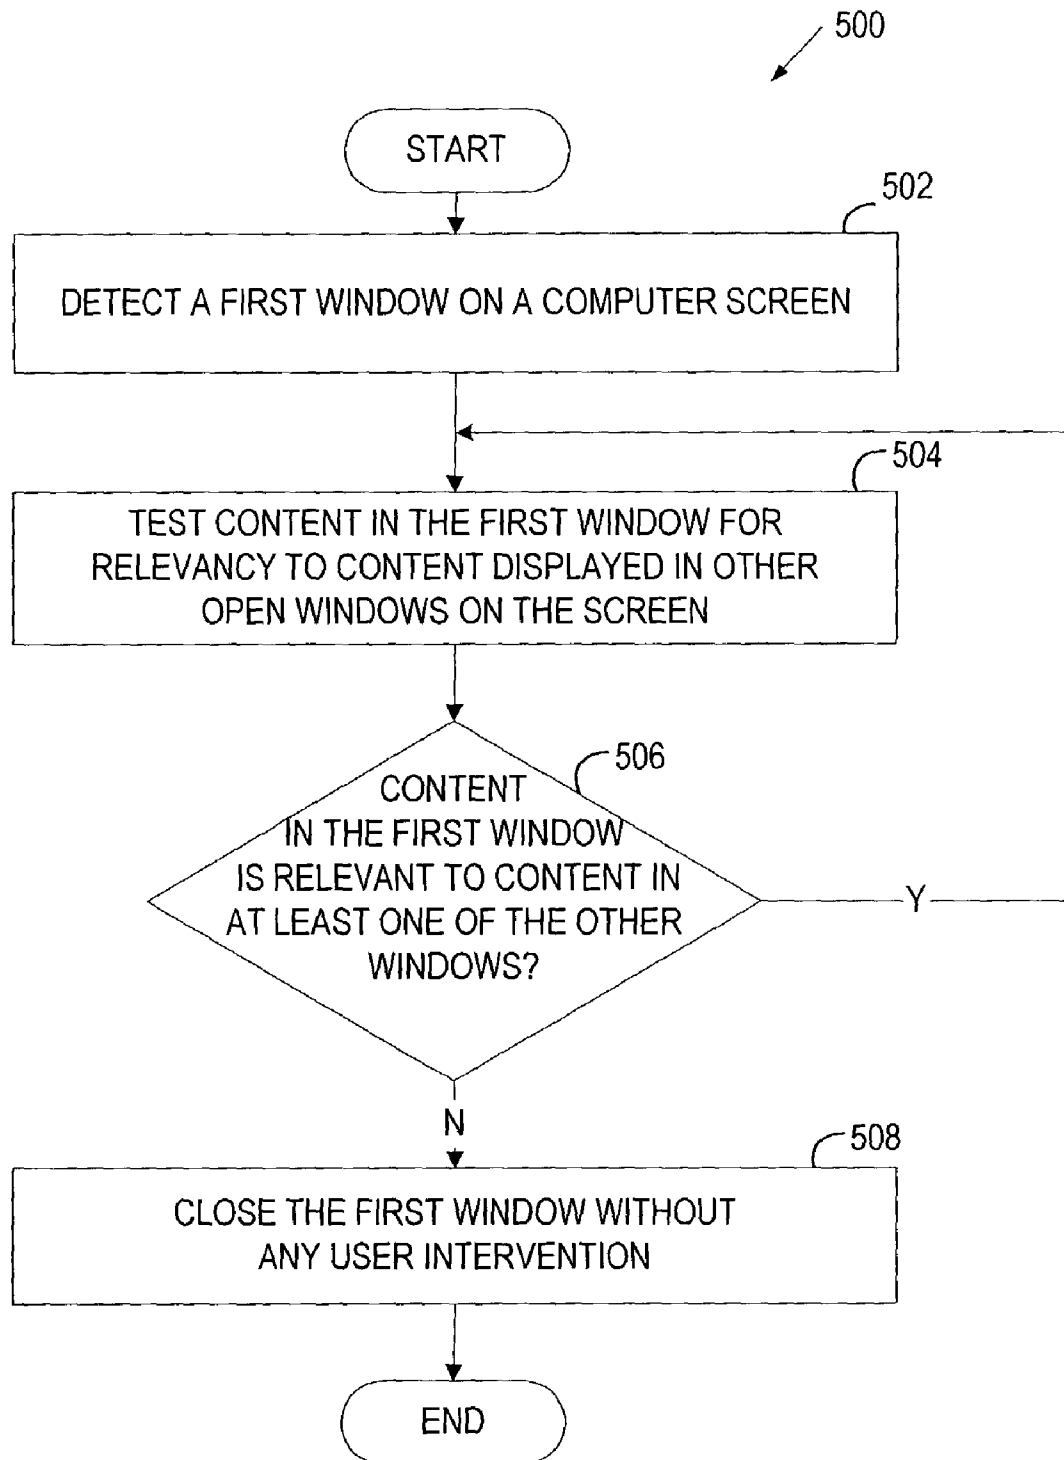 500
START
502
DETECT A FIRST WINDOW ON A COMPUTER SCREEN
504
TEST CONTENT IN THE FIRST WINDOW FOR
RELEVANCY TO CONTENT DISPLAYED IN OTHER
OPEN WINDOWS ON THE SCREEN
506
CONTENT
IN THE FIRST WINDOW
IS RELEVANT TO CONTENT IN
AT LEAST ONE OF THE OTHER
WINDOWS?
Y
N
508
CLOSE THE FIRST WINDOW WITHOUT
ANY USER INTERVENTION
END